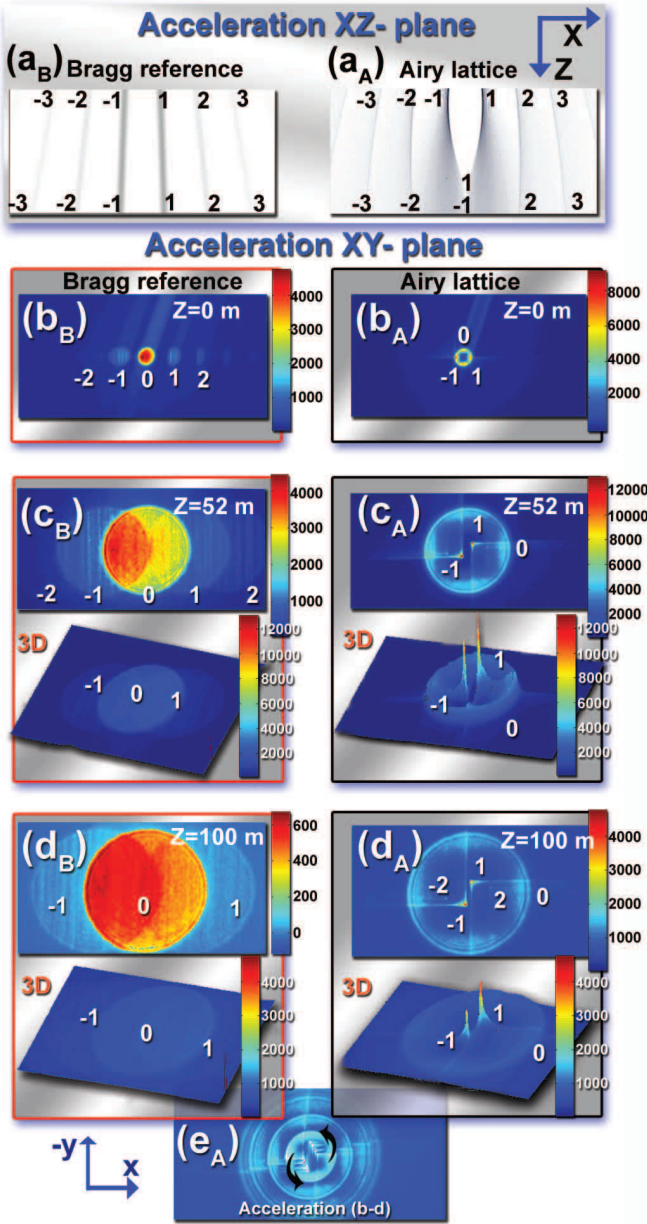 Acceleration XZ- plane
X
Z
(aB) Bragg reference
(aA) Airy lattice
-3 -2 -1 1 2 3
-3 -2 -1 1 2 3
-3 -2 -1 1 2 3
1
-3 -2 -1 2 3
Acceleration XY- plane
Bragg reference
(bB) Z=0 m
-2 -1 0 1 2
4000
3000
2000
1000
Airy lattice
(bA) Z=0 m
0
-1 1
8000
6000
4000
2000
(cB) Z=52 m
-2 -1 0 1 2
4000
3000
2000
1000
3D
-1 0 1
12000
10000
8000
6000
4000
2000
(cA) Z=52 m
1
0
-1
12000
10000
8000
6000
4000
2000
3D
1
-1
0
12000
10000
8000
6000
4000
2000
(dB) Z=100 m
-1 0 1
600
400
200
0
3D
-1
0
1
4000
3000
2000
1000
(dA) Z=100 m
1
-2 2 0
-1
4000
3000
2000
1000
3D
1
-1
0
4000
3000
2000
1000
-y
x
(eA)
Acceleration (b-d)